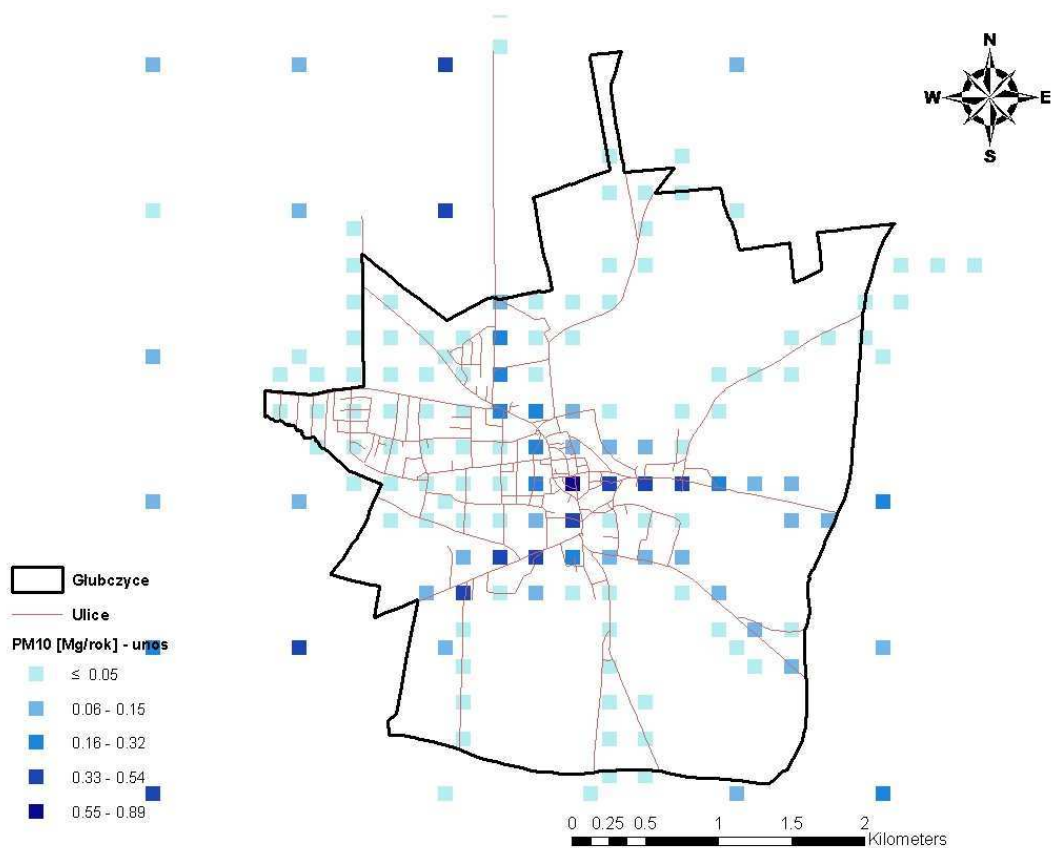 N
W E
S
Głubczyce
Ulice
PM10 [Mg/rok] - unos
≤ 0.05
0.06 - 0.15
0.16 - 0.32
0.33 - 0.54
0.55 - 0.89
0 0.25 0.5 1 1.5 2
Kilometers